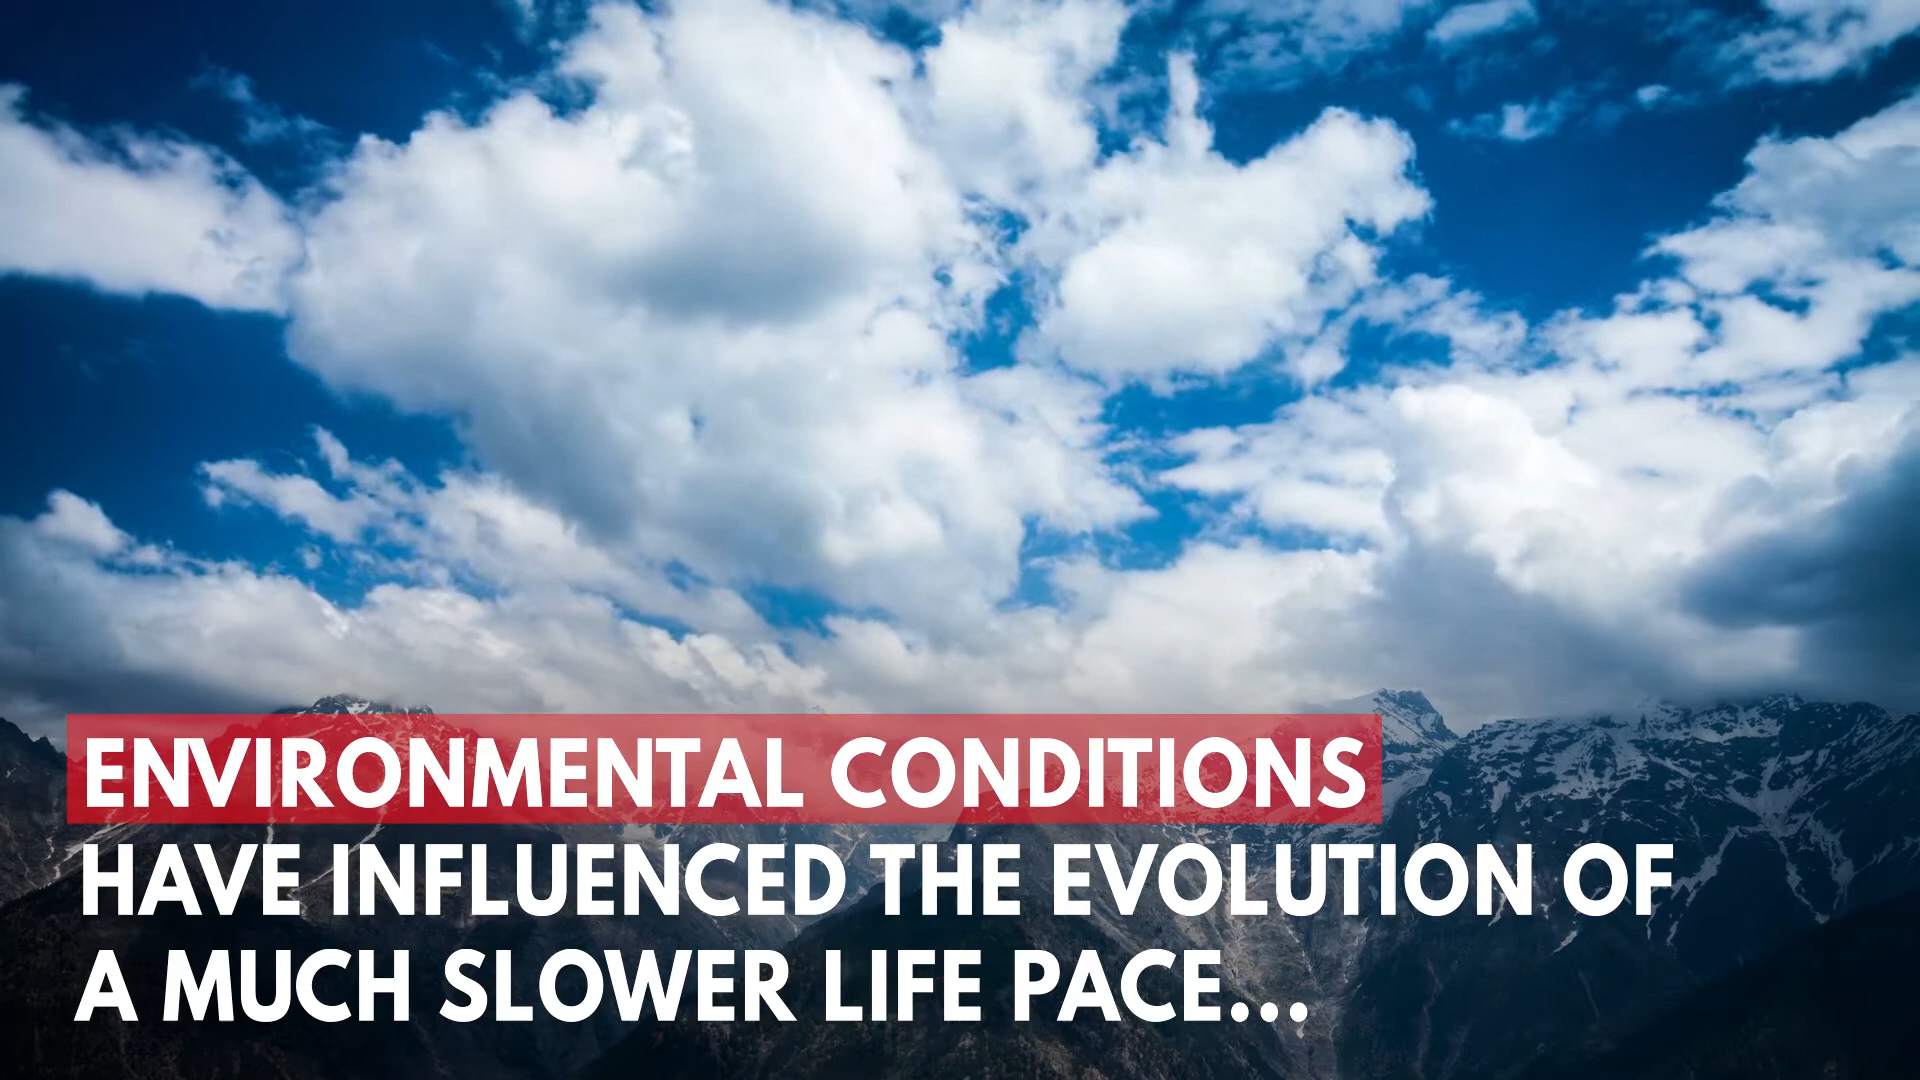 ENVIRONMENTAL CONDITIONS
HAVE INFLUENCED THE EVOLUTION OF
A MUCH SLOWER LIFE PACE...